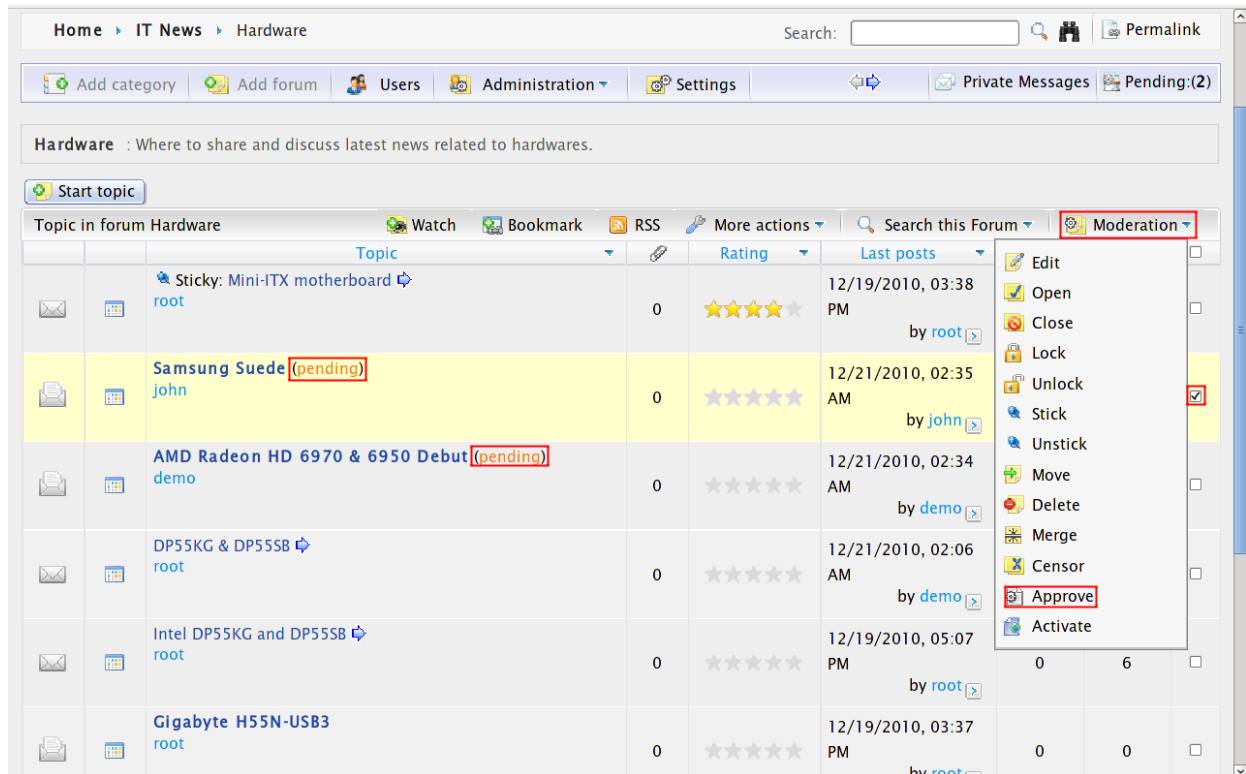 Home IT News Hardware Search: Permalink
Add category Add forum Users Administration Settings Private Messages Pending:(2)
Hardware : Where to share and discuss latest news related to hardwares.
Start topic
Topic in forum Hardware Watch Bookmark RSS More actions Search this Forum Moderation
Topic Rating Last posts
Sticky: Mini-ITX motherboard
root
0
12/19/2010, 03:38
PM
by root
Samsung Suede (pending)
john
0
12/21/2010, 02:35
AM
by john
AMD Radeon HD 6970 & 6950 Debut (pending)
demo
0
12/21/2010, 02:34
AM
by demo
DP55KG & DP55SB
root
0
12/21/2010, 02:06
AM
by demo
Intel DP55KG and DP55SB
root
0
12/19/2010, 05:07
PM
by root
0 6
Gigabyte H55N-USB3
root
0
12/19/2010, 03:37
PM
by root
0 0
Edit
Open
Close
Lock
Unlock
Stick
Unstick
Move
Delete
Merge
Censor
Approve
Activate